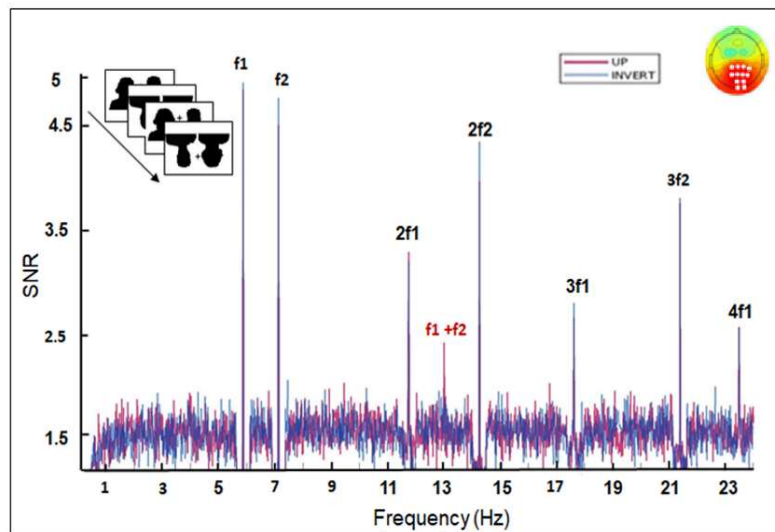 UP
INVERT
f1
f2
2f1
f1 +f2
2f2
3f1
3f2
4f1
5
4.5
3.5
2.5
1.5
SNR
1 3 5 7 9 11 13 15 17 19 21 23
Frequency (Hz)